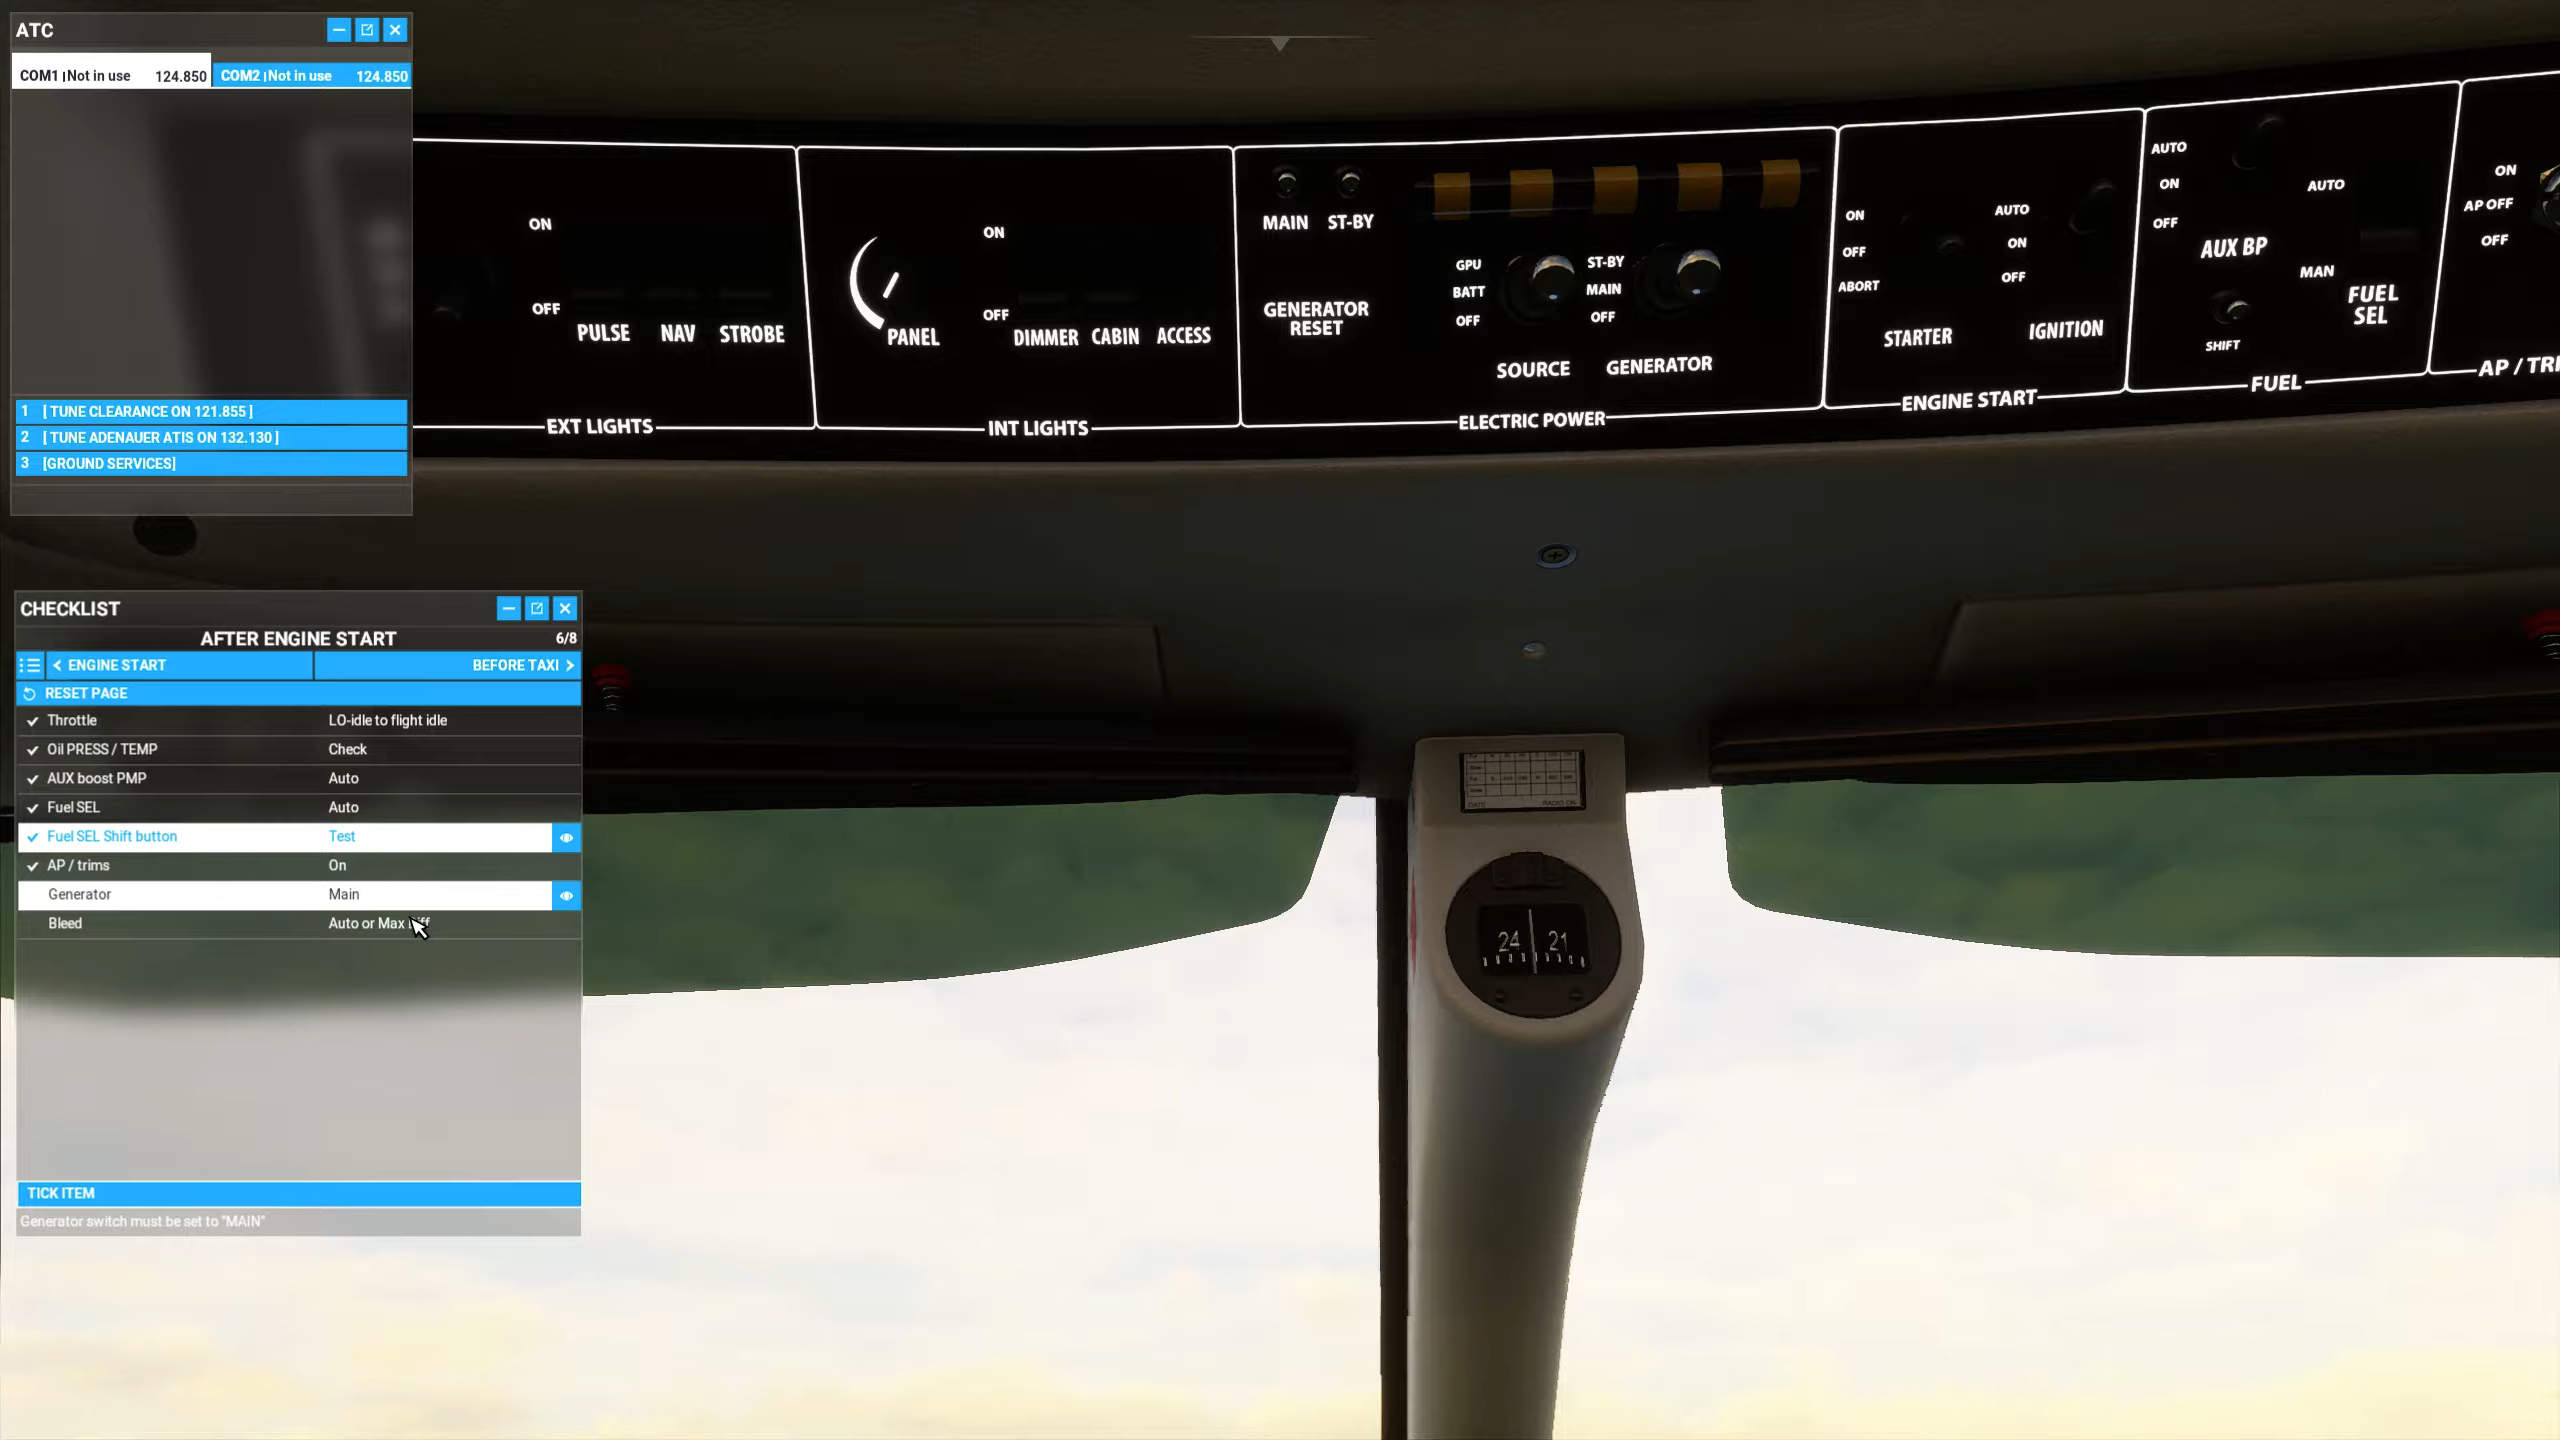 ATC
COM1 | Not in use 124.850
COM2 | Not in use 124.850
1 [ TUNE CLEARANCE ON 121.855 ]
2 [ TUNE ADENAUER ATIS ON 132.130 ]
3 [GROUND SERVICES]
ON
OFF
PULSE NAV STROBE
EXT LIGHTS
PANEL
ON
OFF
DIMMER CABIN ACCESS
INT LIGHTS
MAIN ST-BY
GENERATOR
RESET
GPU
BATT
OFF
SOURCE
ST-BY
MAIN
OFF
GENERATOR
ELECTRIC POWER
ON
OFF
ABORT
STARTER
AUTO
ON
OFF
IGNITION
ENGINE START
AUTO
ON
OFF
AUX BP
SHIFT
AUTO
MAN
FUEL
SEL
FUEL
ON
AP OFF
OFF
AP / TRI
CHECKLIST
AFTER ENGINE START 6/8
< ENGINE START
BEFORE TAXI >
RESET PAGE
Throttle LO-idle to flight idle
Oil PRESS / TEMP Check
AUX boost PMP Auto
Fuel SEL Auto
Fuel SEL Shift button Test
AP / trims On
Generator Main
Bleed Auto or Max
TICK ITEM
Generator switch must be set to "MAIN"
DATE RADIO ON
24 21